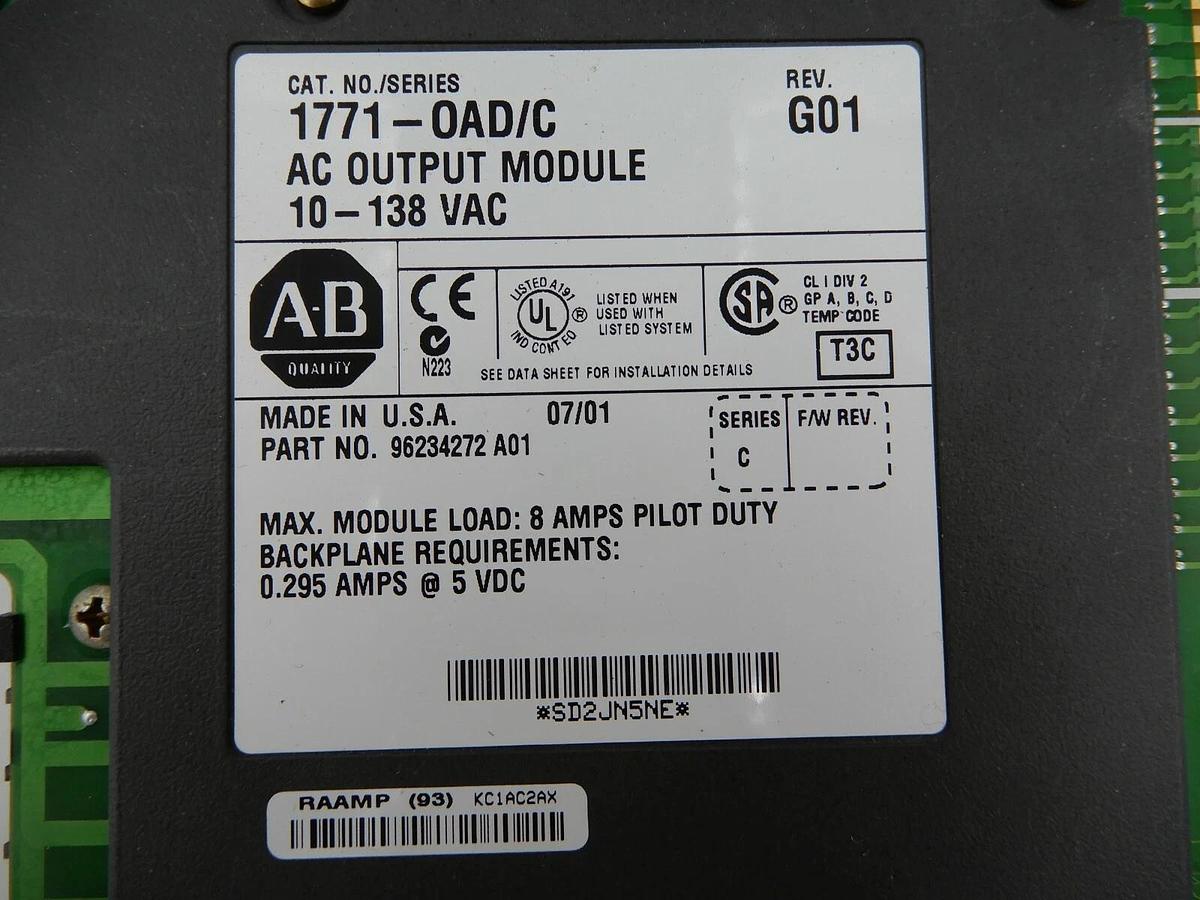 CAT. NO./SERIES
1771-OAD/C
AC OUTPUT MODULE
10-138 VAC
REV.
G01
A-B
QUALITY
CE
N223
LISTED A191
UL ®
IND CONT EQ
LISTED WHEN
USED WITH
LISTED SYSTEM
SA ®
CL I DIV 2
GP A, B, C, D
TEMP CODE
T3C
SEE DATA SHEET FOR INSTALLATION DETAILS
MADE IN U.S.A. 07/01
PART NO. 96234272 A01
SERIES F/W REV.
C
MAX. MODULE LOAD: 8 AMPS PILOT DUTY
BACKPLANE REQUIREMENTS:
0.295 AMPS @ 5 VDC
*SD2JN5NE*
RAAMP (93) KC1AC2AX